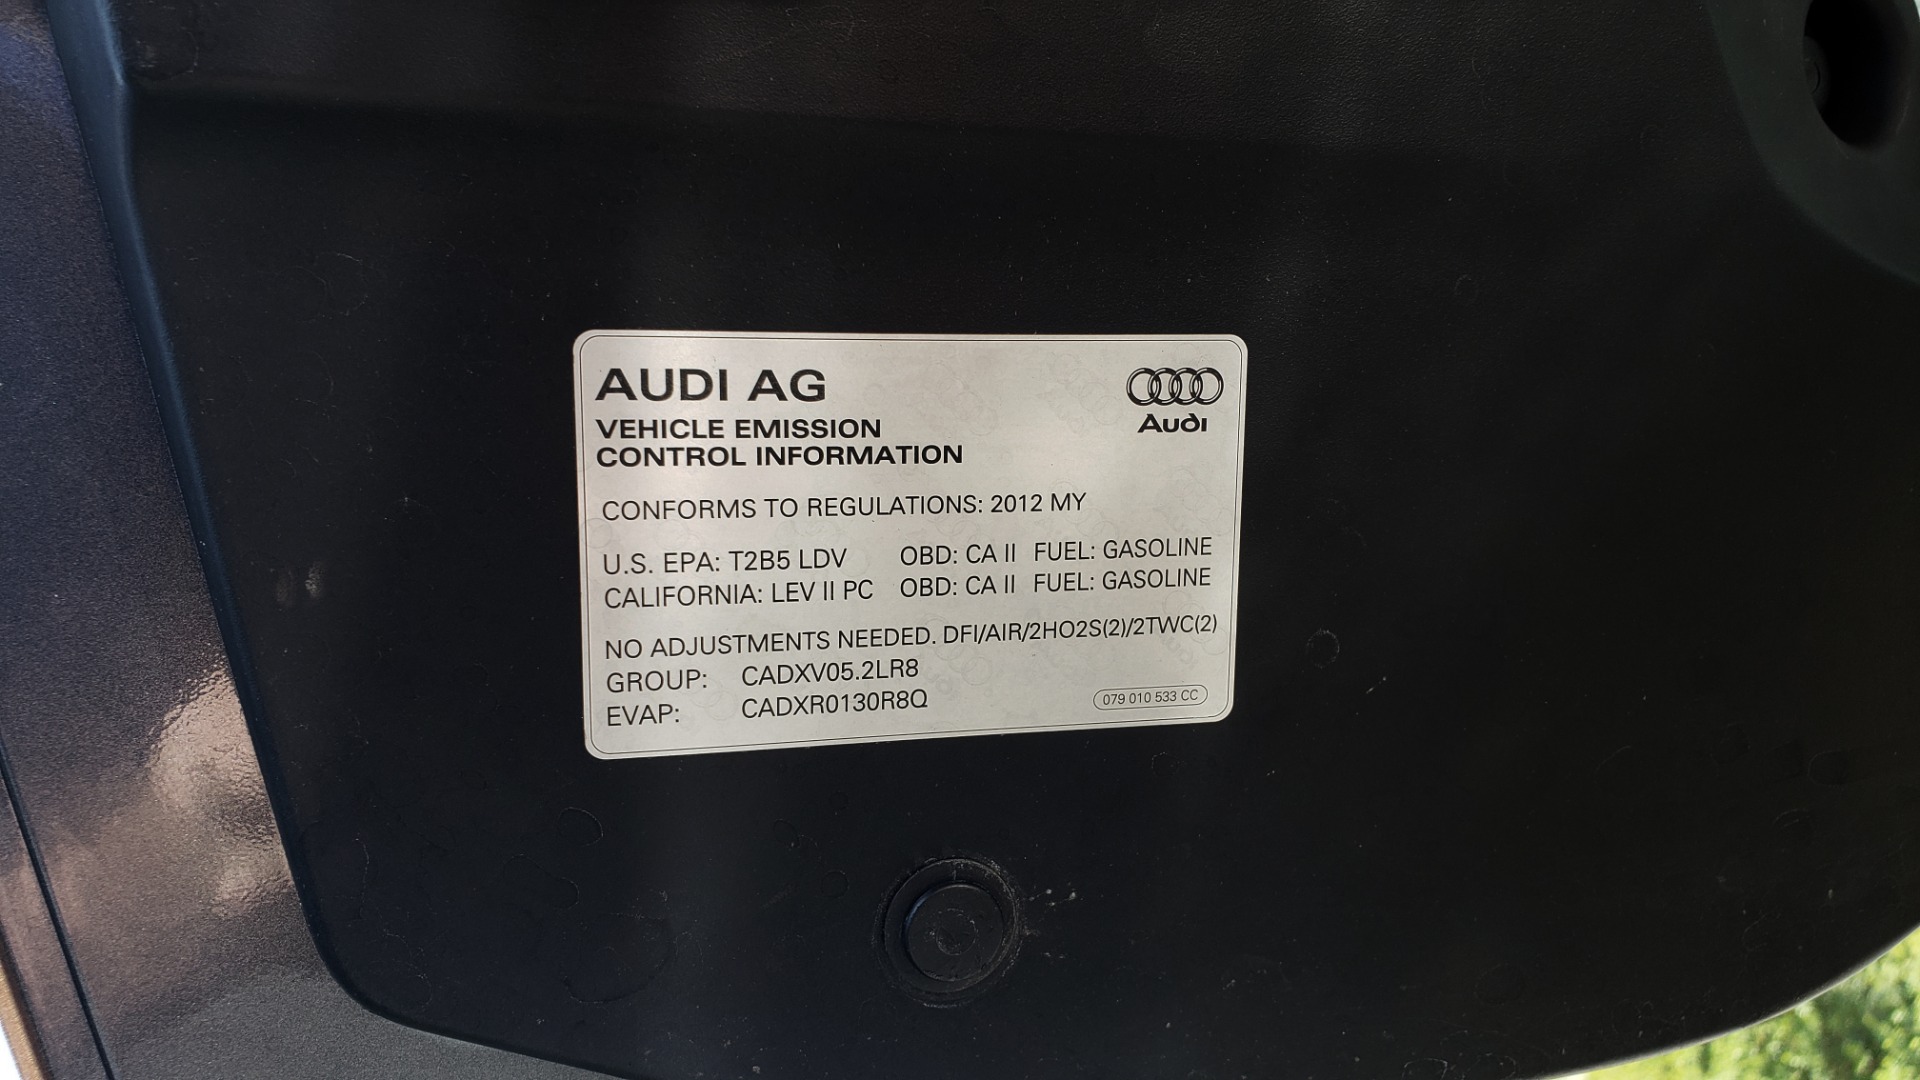 AUDI AG
Audi
VEHICLE EMISSION
CONTROL INFORMATION
CONFORMS TO REGULATIONS: 2012 MY
U.S. EPA: T2B5 LDV OBD: CA II FUEL: GASOLINE
CALIFORNIA: LEV II PC OBD: CA II FUEL: GASOLINE
NO ADJUSTMENTS NEEDED. DFI/AIR/2HO2S(2)/2TWC(2)
GROUP: CADXV05.2LR8
EVAP: CADXR0130R8Q
079 010 533 CC